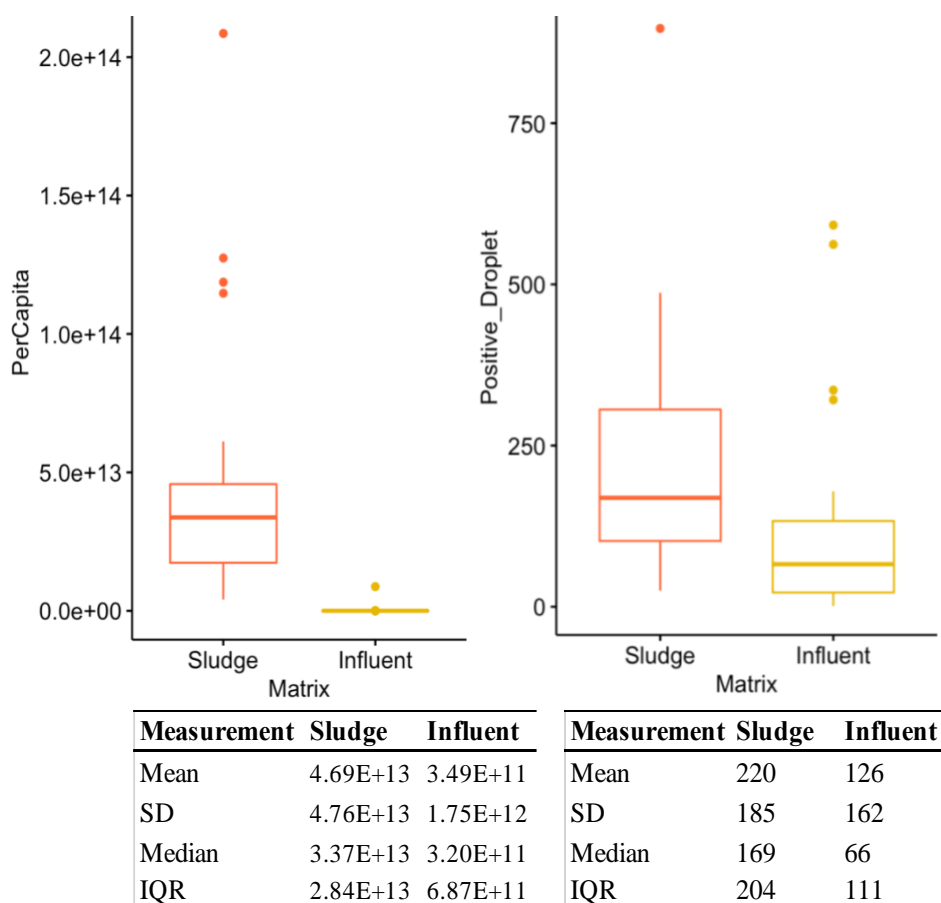 PerCapita
2.0e+14
1.5e+14
1.0e+14
5.0e+13
0.0e+00
Sludge Influent
Matrix
Positive_Droplet
750
500
250
0
Sludge Influent
Matrix
Measurement Sludge Influent
Mean 4.69E+13 3.49E+11
SD 4.76E+13 1.75E+12
Median 3.37E+13 3.20E+11
IQR 2.84E+13 6.87E+11
Measurement Sludge Influent
Mean 220 126
SD 185 162
Median 169 66
IQR 204 111